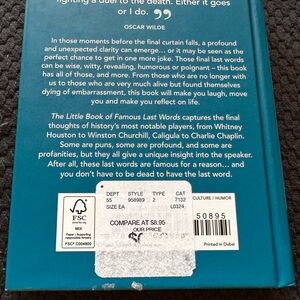 fighting a duel to the death. Either it goes
or I do. 99
OSCAR WILDE
In those moments before the final curtain falls, a profound
and unexpected clarity can emerge... or it may be seen as the
perfect chance to get in one more joke. Those final last words
can be wise, witty, revealing, humorous or poignant – this book
has all of those, and more. From those who are no longer with
us to those who are very much alive but found themselves
dying of embarrassment, this book will make you laugh, move
you and make you reflect on life.
The Little Book of Famous Last Words captures the
final thoughts of history's most notable players, from Whitney
Houston to Winston Churchill, Caligula to Charlie Chaplin.
Some are puns, some are profound, and some are
profanities, but they all give a unique insight into the speaker.
After all, these last words are famous for a reason... and
you don't have to be dead to have the last word.
DEPT STYLE TYPE CAT
55 958989 2 7132
SIZE EA L0324
COMPARE AT $8.95
OUR PRICE
CULTURE / HUMOR
50895
Printed in Dubai
FSC
MIX
Paper | Supporting
responsible forestry
FSC® C004800